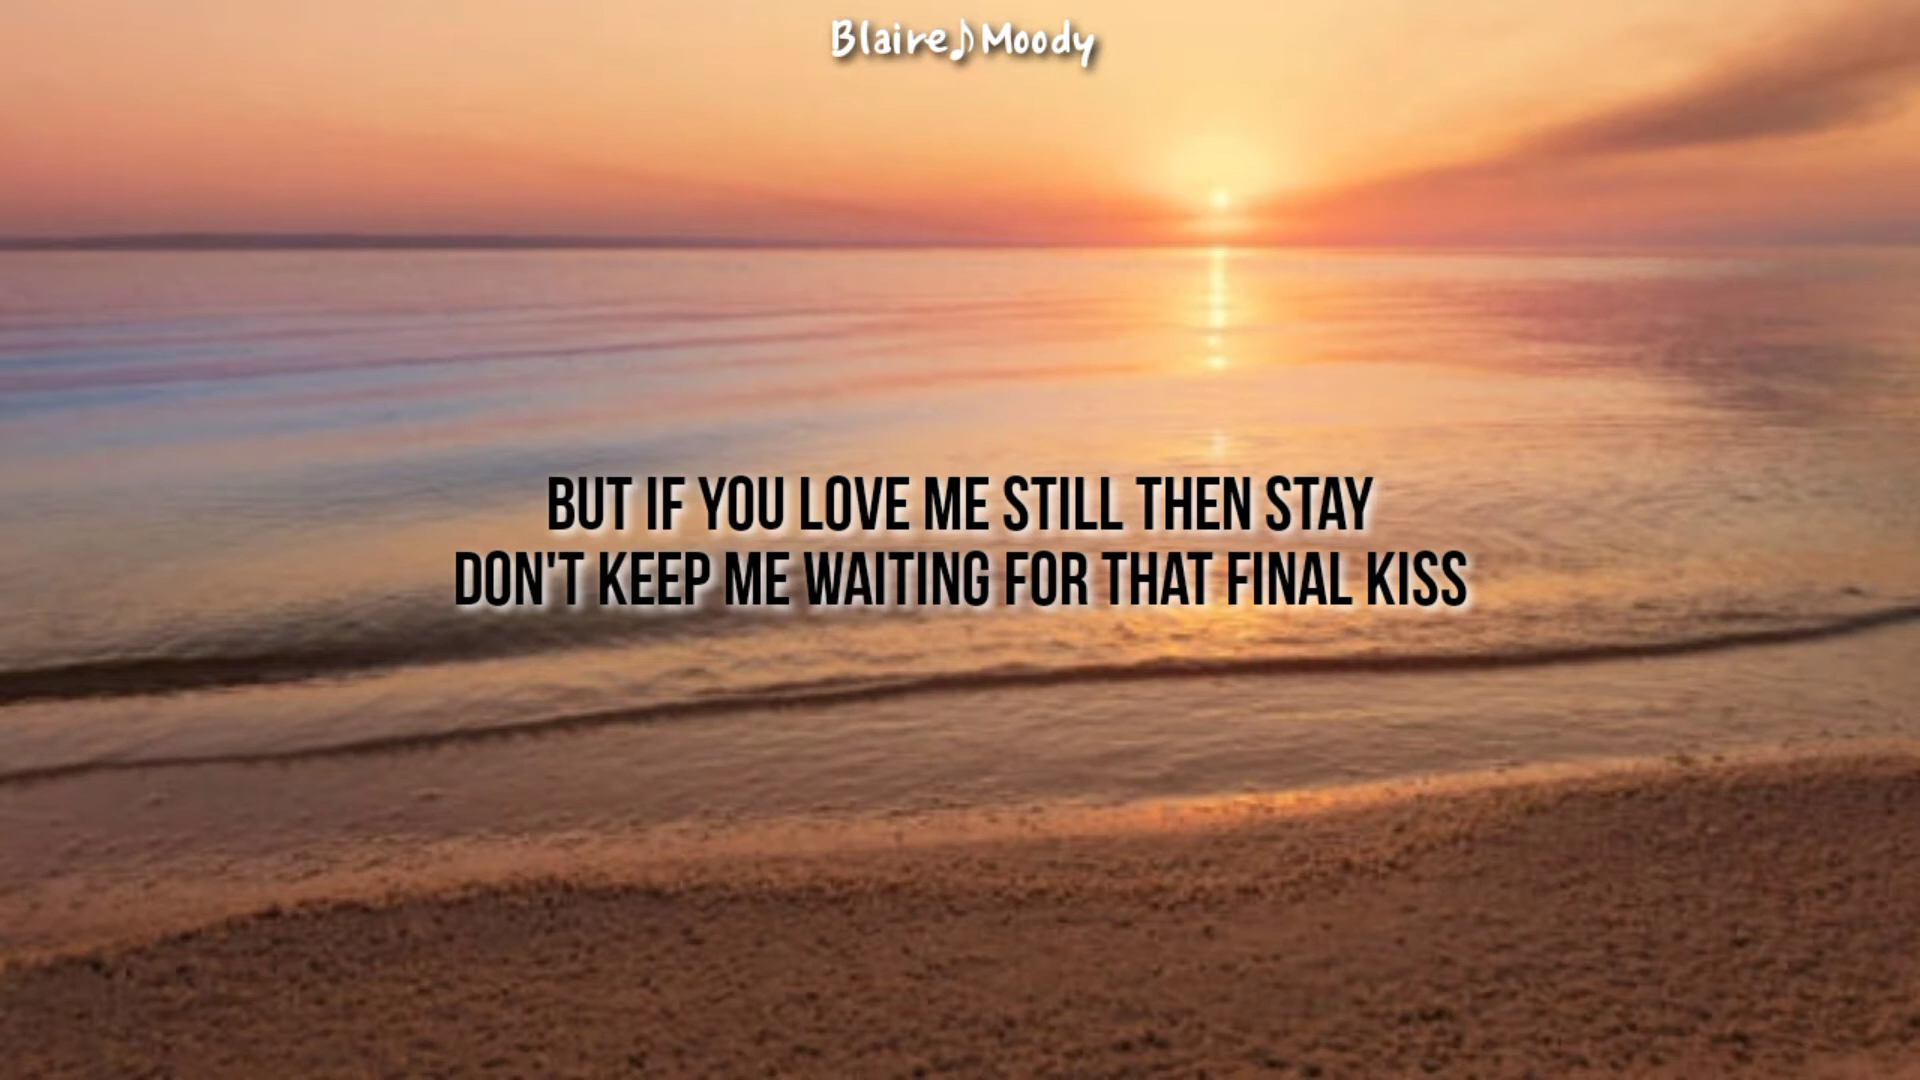 Blaire♪Moody
BUT IF YOU LOVE ME STILL THEN STAY
DON'T KEEP ME WAITING FOR THAT FINAL KISS